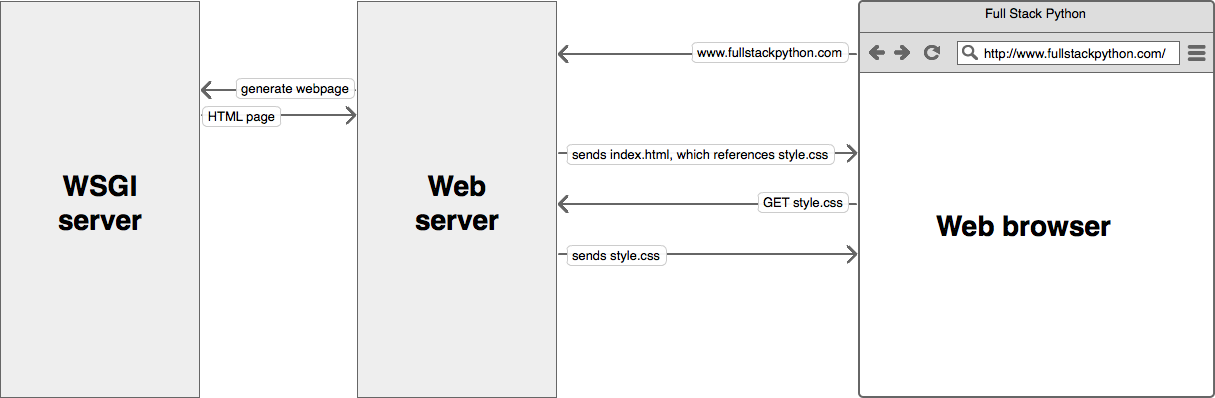 Full Stack Python
www.fullstackpython.com
http://www.fullstackpython.com/
generate webpage
HTML page
sends index.html, which references style.css
WSGI
server
Web
server
GET style.css
Web browser
sends style.css